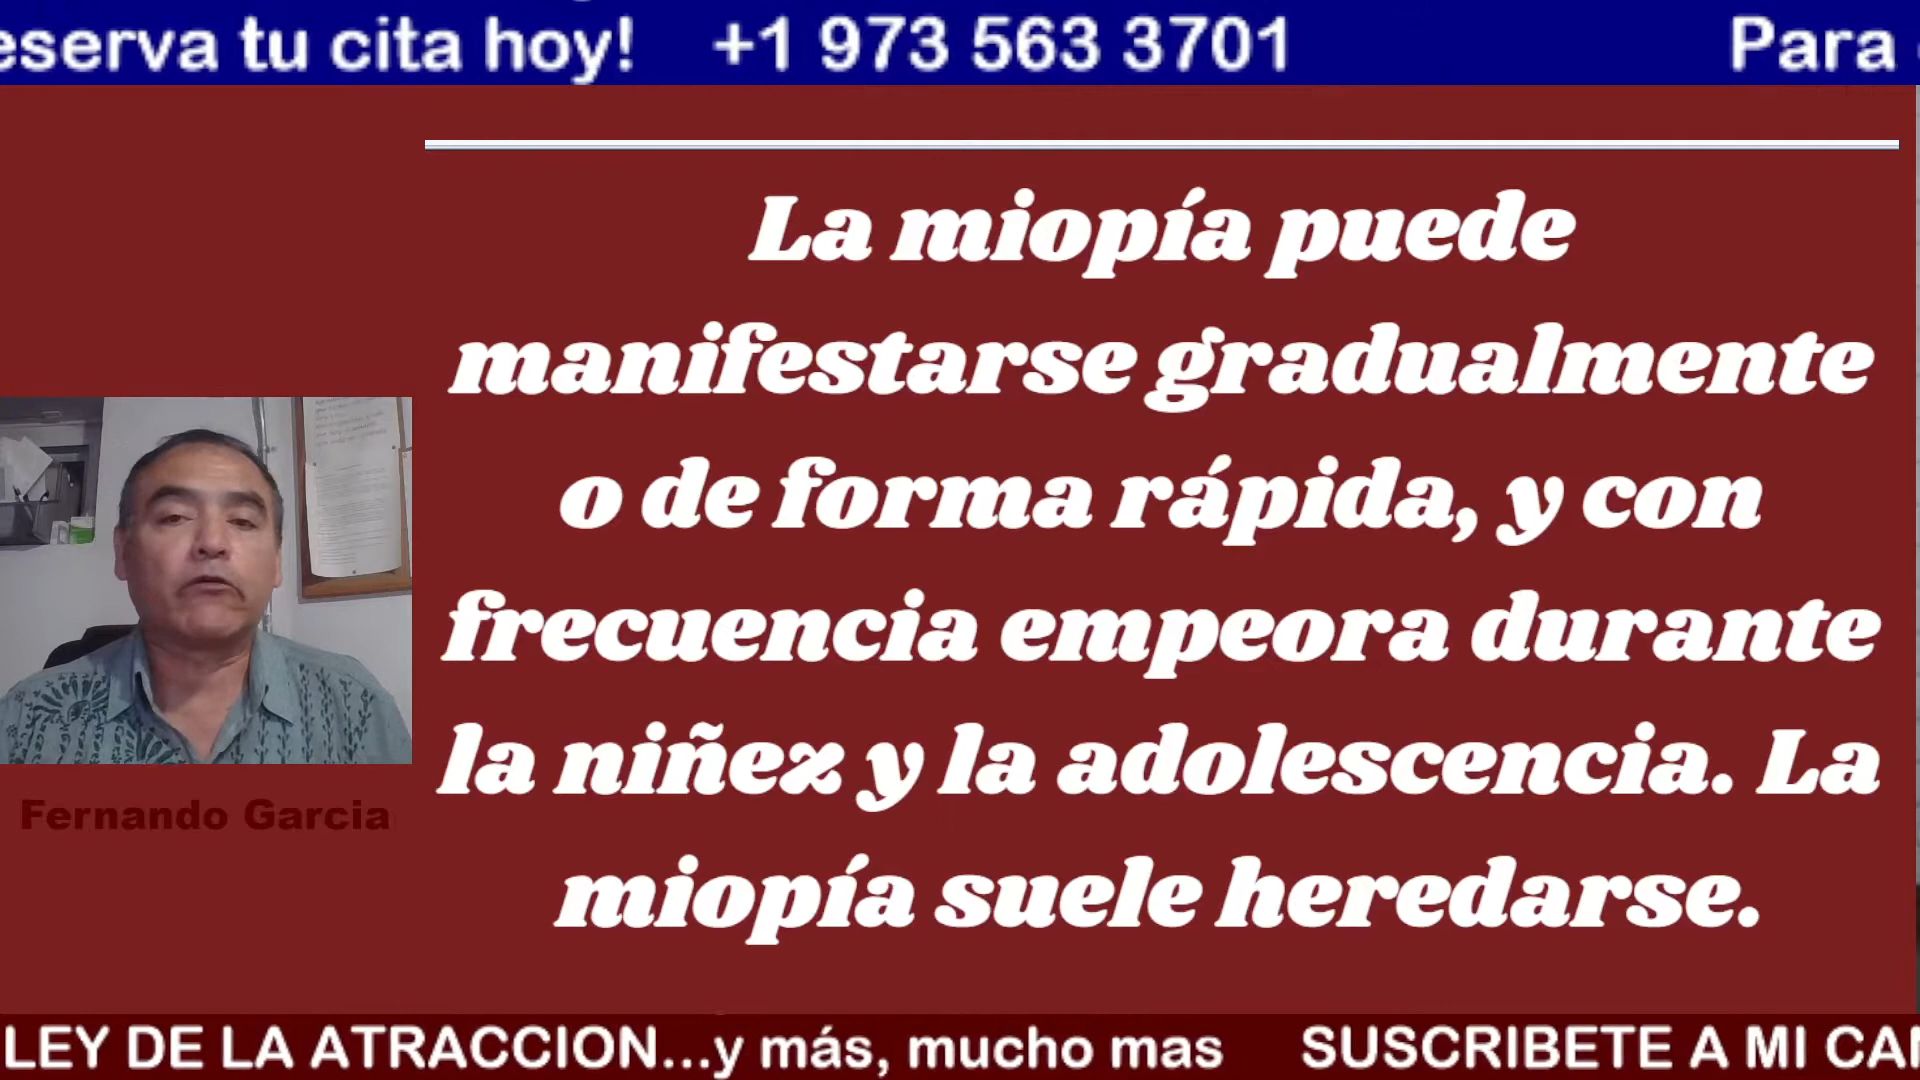 eserva tu cita hoy! +1 973 563 3701 Para
La miopía puede
manifestarse gradualmente
o de forma rápida, y con
frecuencia empeora durante
la niñez y la adolescencia. La
miopía suele heredarse.
Fernando Garcia
LEY DE LA ATRACCION...y más, mucho mas SUSCRIBETE A MI CAN